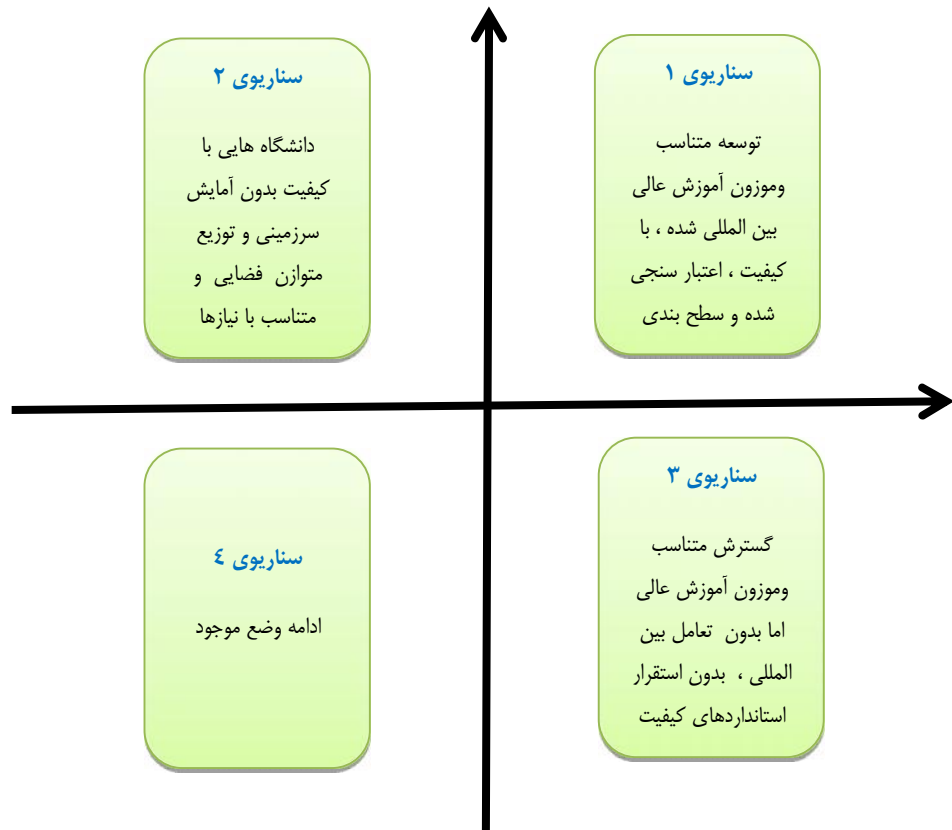 سناریوی ۱
توسعه متناسب
وموزون آموزش عالی
بین المللی شده ، با
کیفیت ، اعتبار سنجی
شده و سطح بندی
سناریوی ۲
دانشگاه هایی با
کیفیت بدون آمایش
سرزمینی و توزیع
متوازن فضایی و
متناسب با نیازها
سناریوی ۳
گسترش متناسب
وموزون آموزش عالی
اما بدون تعامل بین
المللی ، بدون استقرار
استانداردهای کیفیت
سناریوی ٤
ادامه وضع موجود